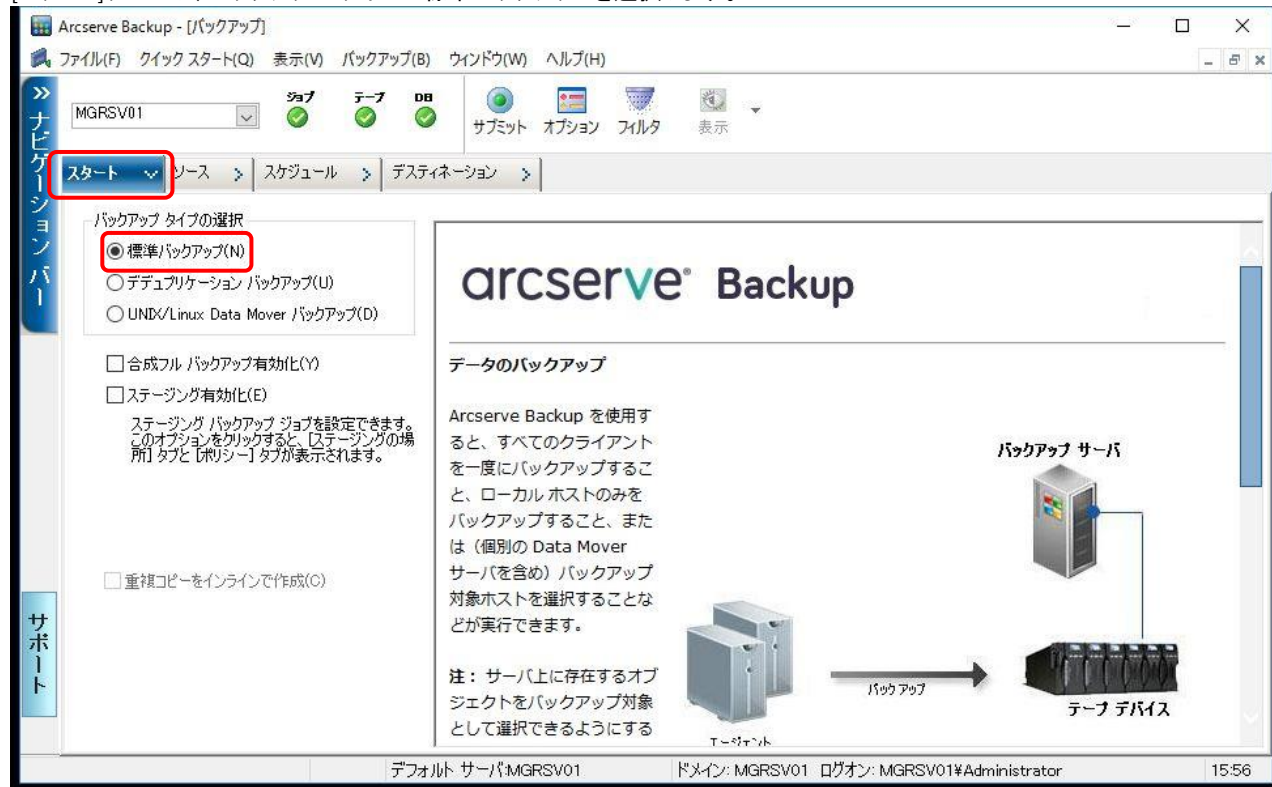 Arcserve Backup - [バックアップ]
ファイル(F) クイック スタート(Q) 表示(V) バックアップ(B) ウィンドウ(W) ヘルプ(H)
MGRSV01
ジョブ テープ DB
サブミット オプション フィルタ 表示
ナビゲーション バー
スタート ソース スケジュール デスティネーション
バックアップ タイプの選択
標準バックアップ(N)
デデュプリケーション バックアップ(U)
UNIX/Linux Data Mover バックアップ(D)
合成フル バックアップ有効化(Y)
ステージング有効化(E)
ステージング バックアップ ジョブを設定できます。
このオプションをクリックすると、[ステージングの場
所] タブと [ポリシー] タブが表示されます。
重複コピーをインラインで作成(C)
サポート
arcserve® Backup
データのバックアップ
Arcserve Backup を使用す
ると、すべてのクライアント
を一度にバックアップするこ
と、ローカル ホストのみを
バックアップすること、また
は（個別の Data Mover
サーバを含め）バックアップ
対象ホストを選択することな
どが実行できます。
注： サーバ上に存在するオブ
ジェクトをバックアップ対象
として選択できるようにする
バックアップ サーバ
バックアップ
テープ デバイス
エージェント
デフォルト サーバ:MGRSV01 ドメイン: MGRSV01 ログオン: MGRSV01¥Administrator 15:56